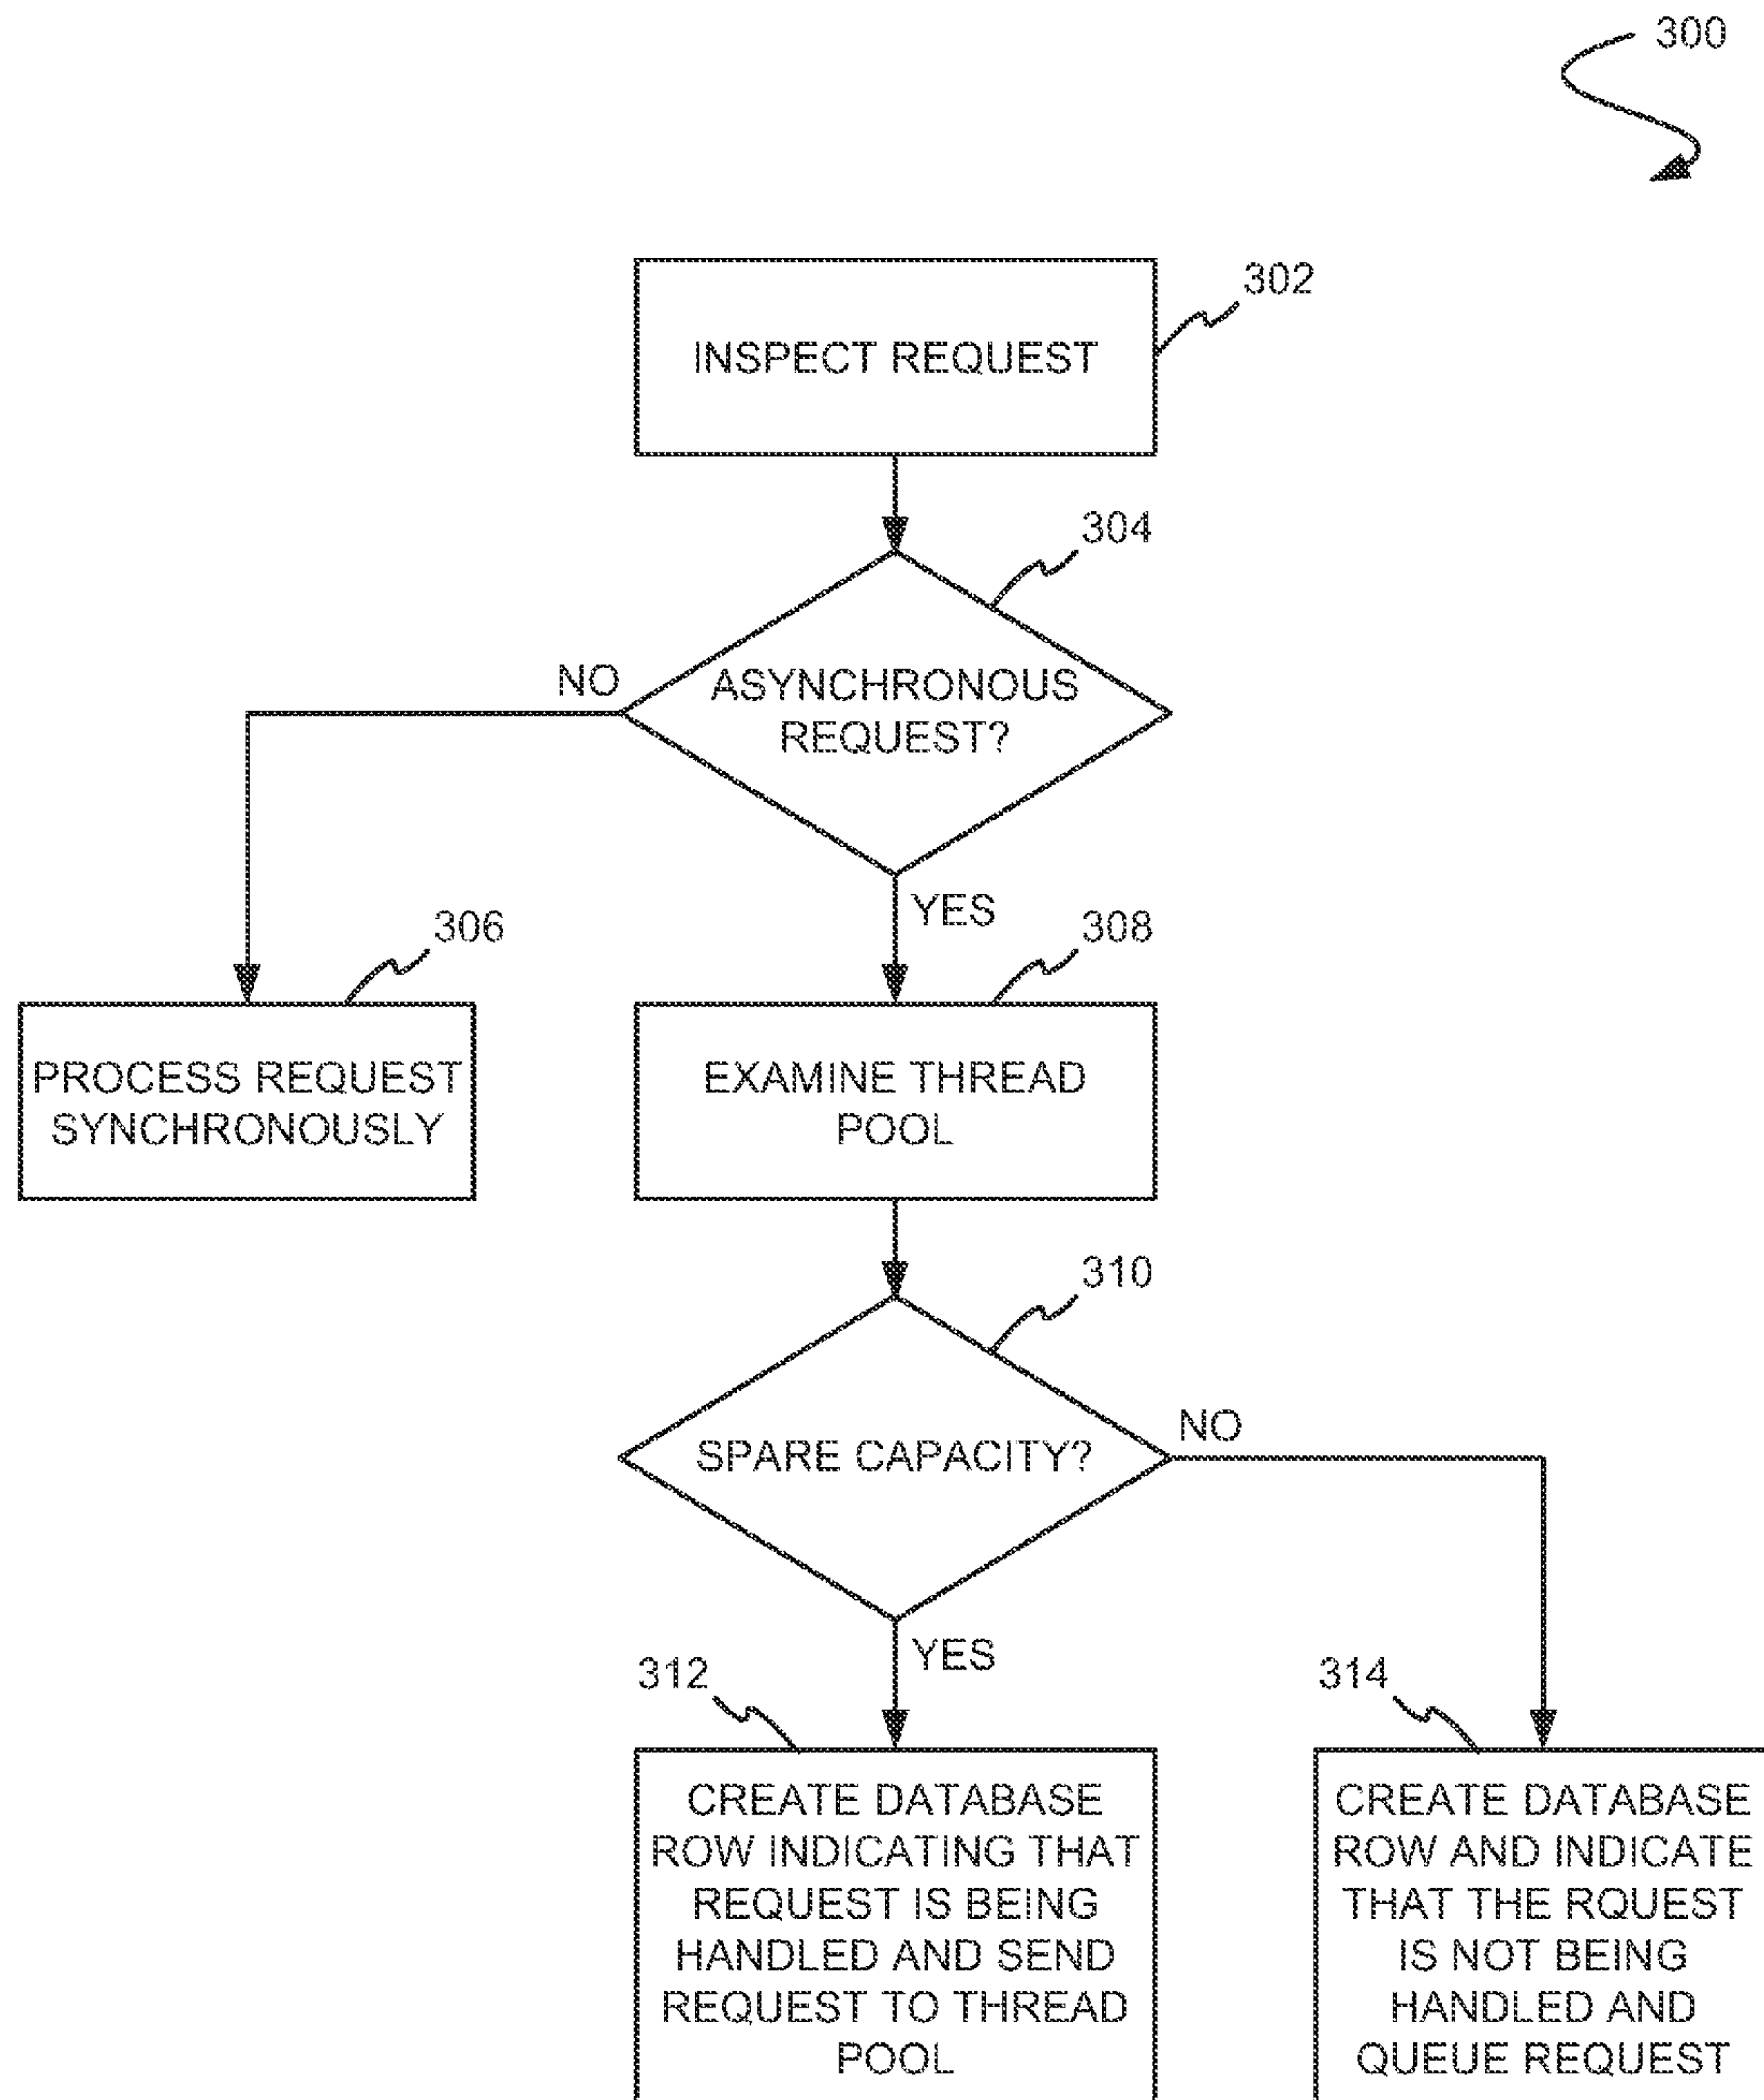 300
302
INSPECT REQUEST
304
NO
ASYNCHRONOUS
REQUEST?
YES
306
308
PROCESS REQUEST
SYNCHRONOUSLY
EXAMINE THREAD
POOL
310
SPARE CAPACITY?
NO
YES
312
314
CREATE DATABASE
ROW INDICATING THAT
REQUEST IS BEING
HANDLED AND SEND
REQUEST TO THREAD
POOL
CREATE DATABASE
ROW AND INDICATE
THAT THE RQUEST
IS NOT BEING
HANDLED AND
QUEUE REQUEST